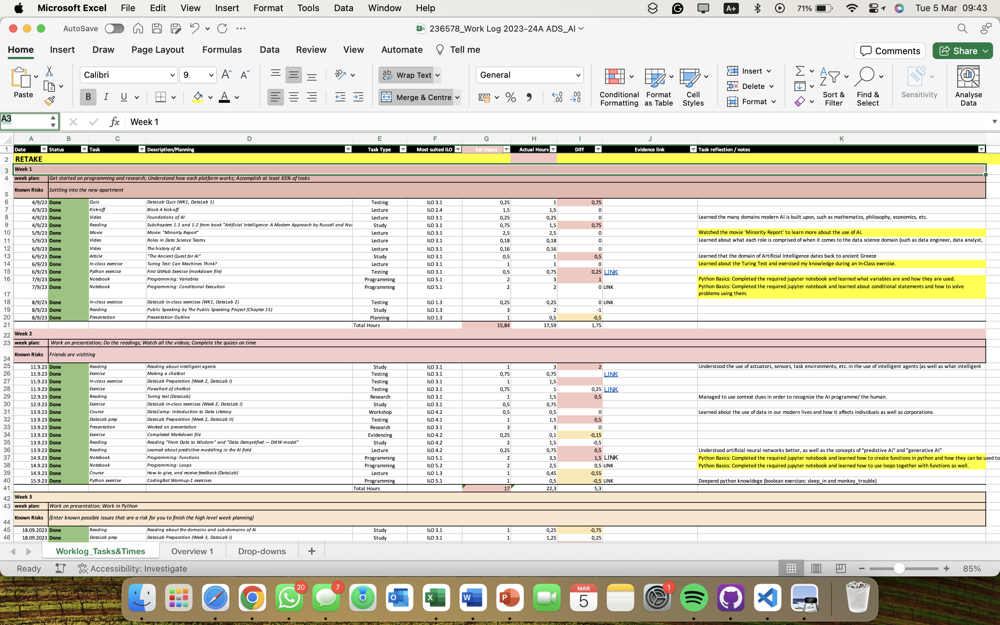 Microsoft Excel File Edit View Insert Format Tools Data Window Help A+ 71% Tue 5 Mar 09:43
AutoSave 236578_Work Log 2023-24A ADS_AI
Home Insert Draw Page Layout Formulas Data Review View Automate Tell me Comments Share
Paste Calibri 9 Wrap Text General Insert
B I U Merge & Centre Delete
Conditional Formatting Format as Table Cell Styles Format Sort & Filter Find & Select Sensitivity Analyse Data
A3 fx Week 1
A B C D E F G H I J K
1 Date Status Task Description/Planning Task Type Most suited ILO Est Hours Actual Hours Diff Evidence link Task reflection / notes
2 RETAKE
3 Week 1
4 week plan: Get started on programming and research; Understand how each platform works; Accomplish at least 65% of tasks
5 Known Risks Settling into the new apartment
6 4/9/23 Done Quiz DataLab Quiz (WK1, DataLab 1) Testing ILO 3.1 0,25 1 0,75
7 4/9/23 Done Kick-off Block A kick-off Lecture ILO 2.4 1,5 1,5 0
8 4/9/23 Done Video Foundations of AI Lecture ILO 3.1 0,25 0,25 0 Learned the many domains modern AI is built upon, such as mathematics, philosophy, economics, etc.
9 4/9/23 Done Reading Subchapters 1.1 and 1.2 from book "Artificial Intelligence: A Modern Approach by Russell and No Study ILO 3.1 0,75 1,5 0,75
10 5/9/23 Done Movie Movie: "Minority Report" Lecture ILO 3.1 2,5 2,5 0 Watched the movie 'Minority Report' to learn more about the use of AI.
11 5/9/23 Done Video Roles in Data Science Teams Lecture ILO 3.1 0,18 0,18 0 Learned about what each role is comprised of when it comes to the data science domain (such as data engineer, data analyst,
12 6/9/23 Done Video The history of AI Lecture ILO 3.1 0,16 0,16 0
13 6/9/23 Done Article "The Ancient Quest for AI" Study ILO 3.1 0,5 1 0,5 Learned that the domain of Artificial Intelligence dates back to ancient Greece
14 6/9/23 Done In-class exercise Turing Test: Can Machines Think? Lecture ILO 3.1 1 1 0 Learned about the Turing Test and exercised my knowledge during an In-Class exercise.
15 6/9/23 Done Python exercise First GitHub Exercise (markdown file) Testing ILO 3.1 0,5 0,75 0,25 LINK
16 7/9/23 Done Notebook Programming: Variables Programming ILO 5.1 2 3 1 Python Basics: Completed the required jupyter notebook and learned what variables are and how they are used.
17 7/9/23 Done Notebook Programming: Conditional Execution Programming ILO 5.1 2 2 0 LINK Python Basics: Completed the required jupyter notebook and learned about conditional statements and how to solve
problems using them.
18 8/9/23 Done In-class exercise DataLab In-class exercises (WK1, DataLab 2) Testing ILO 1.3 0,25 0,25 0 LINK
19 8/9/23 Done Reading Public Speaking by The Public Speaking Project (Chapter 15) Study ILO 1.3 3 2 -1
20 8/9/23 Done Presentation Presentation Outline Planning ILO 1.3 1 0,5 -0,5
21 Total Hours 15,84 17,59 1,75
22 Week 2
23 week plan: Work on presentation; Do the readings; Watch all the videos; Complete the quizes on time
24 Known Risks Friends are visitting
25 11.9.23 Done Reading Reading about intelligent agents Study ILO 3.1 1 3 2 Understood the use of actuators, sensors, task environments, etc. in the use of intelligent agents (as well as what intelligent
26 11.9.23 Done Exercise Making a chatbot Testing ILO 3.1 0,75 0,75 LINK
27 11.9.23 Done In-class exercise DataLab Preparation (Week 2, DataLab I) Testing ILO 3.1 1 1,5
28 11.9.23 Done Exercise Flowchart of chatbot Testing ILO 3.1 0,75 1 0,25 LINK
29 12.9.23 Done Reading Turing test (DataLab) Research ILO 3.1 1 1,5 0,5 Managed to use context clues in order to recognize the AI programme/ the human.
30 12.9.23 Done Exercise DataLab in-class exercises (Week 2, DataLab I) Study ILO 3.1 0,5 0,75
31 13.9.23 Done Course DataCamp: Introduction to Data Literacy Workshop ILO 4.2 0,5 0,5 0 Learned about the use of data in our modern lives and how it affects individuals as well as corporations.
32 13.9.23 Done DataLab prep DataLab Preparation (Week 2, DataLab II) Testing ILO 4.1 1 1,5 0,5
33 13.9.23 Done Presentation Worked on presentation Research ILO 3.1 3 3 0
34 13.9.23 Done Exercise Completed Markdown file Evidencing ILO 4.2 0,25 0,1 -0,15
35 13.9.23 Done Reading Reading "From Data to Wisdom" and "Data Demystified — DIKW model" Study ILO 4.2 2 1,5 -0,5
36 13.9.23 Done Reading Learned about predicitive modelling in the AI field Lecture ILO 4.2 0,25 0,75 0,5 Understood artificial neural networks better, as well as the concepts of "predictive Ai" and "generative AI"
37 14.9.23 Done Notebook Programming: Functions Programming ILO 5.1 2 3,5 1,5 LINK Python Basics: Completed the required jupyter notebook and learned how to create functions in python and how they can be used to
38 14.9.23 Done Notebook Programming: Loops Programming ILO 5.2 2 2,5 0,5 LINK Python Basics: Completed the required jupyter notebook and learned how to use loops together with functions as well.
39 14.9.23 Done Course How to give, and receive feedback (DataLab) Lecture ILO 1.3 1 0,45 -0,55
40 15.9.23 Done Python exercise CodingBat Warmup-1 exercises Programming ILO 5.1 1 0,5 -0,5 LINK Deepend python knowldege (boolean exercises: sleep_in and monkey_trouble)
41 Total Hours 17 22,3 5,3
42 Week 3
43 week plan: Work on presentation; Work in Python
44 Known Risks [Enter known possible issues that are a risk for you to finish the high level week planning]
45 18.09.2023 Done Reading Reading about the domains and sub-domains of Ai Study ILO 3.1 1 0,25 -0,75
46 18.09.2023 Done DataLab prep DataLab Preparation (Week 3, DataLab I) Study ILO 3.1 1 1,25 0,25
Worklog_Tasks&Times Overview 1 Drop-downs +
Ready Accessibility: Investigate 85%
20 7 MAR 5 1